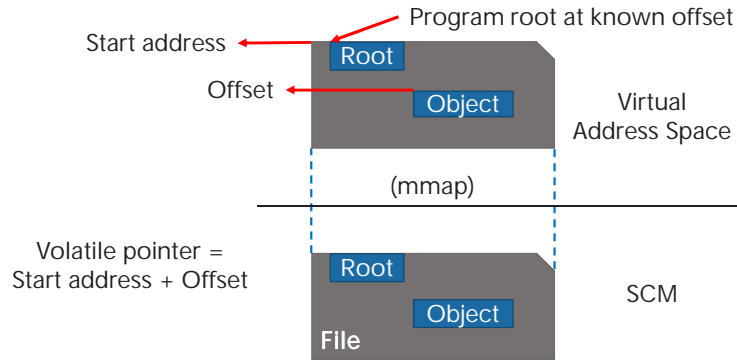 Program root at known offset
Start address
Root
Offset
Object
Virtual
Address Space
(mmap)
Volatile pointer =
Start address + Offset
Root
SCM
Object
File